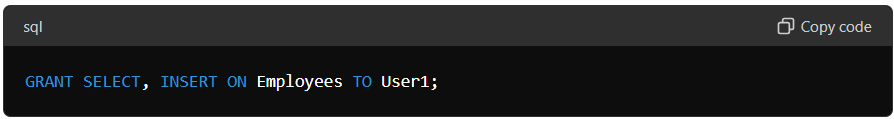 sql
Copy code
GRANT SELECT, INSERT ON Employees TO User1;